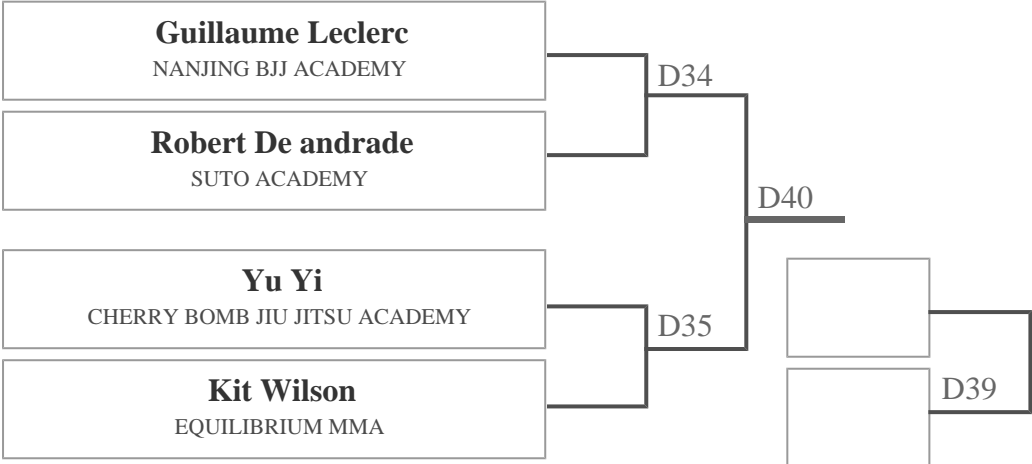 Guillaume Leclerc
NANJING BJJ ACADEMY
D34
Robert De andrade
SUTO ACADEMY
D40
Yu Yi
CHERRY BOMB JIU JITSU ACADEMY
D35
Kit Wilson
EQUILIBRIUM MMA
D39